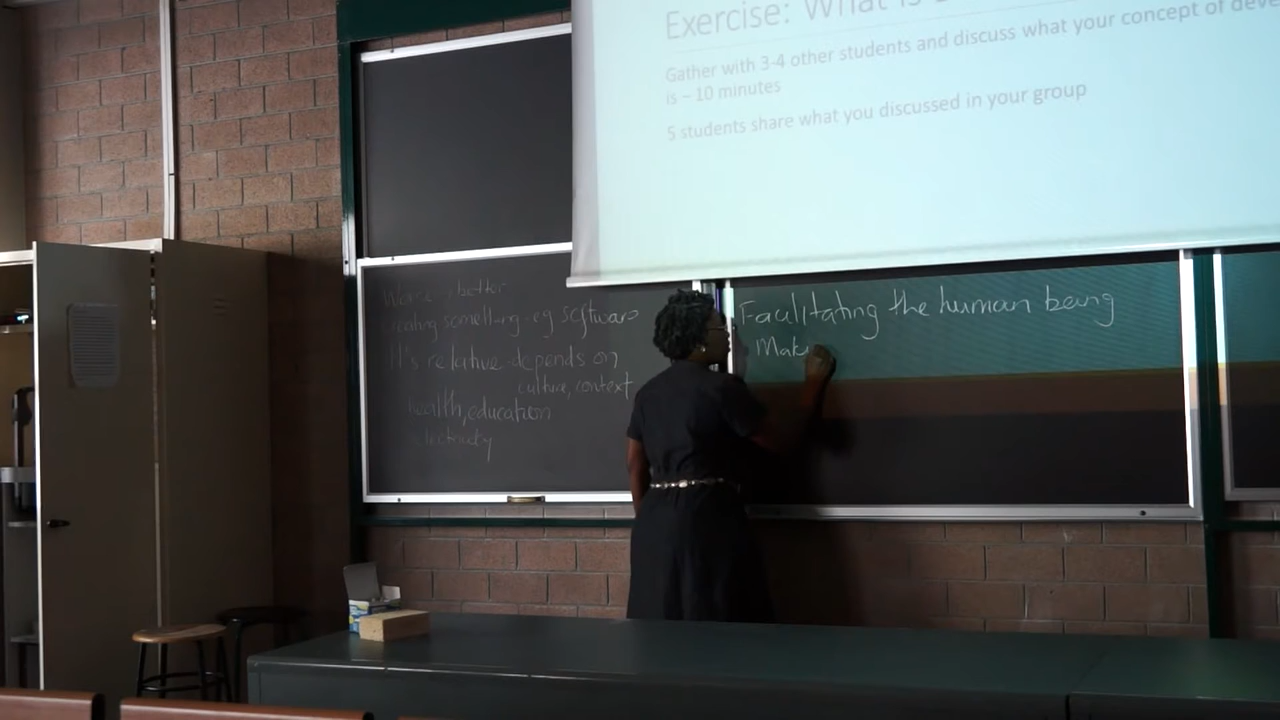 Exercise: What is
Gather with 3-4 other students and discuss what your concept of deve
is – 10 minutes
5 students share what you discussed in your group
Worse → better
creating something - eg software
It's relative - depends on
culture, context
health, education
electricity
Facilitating the human being
Mak